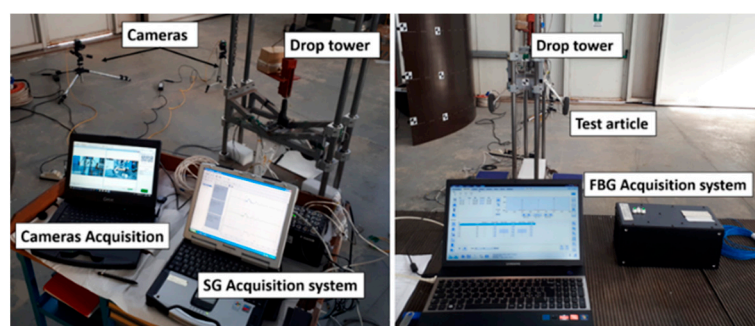 Cameras
Drop tower
Cameras Acquisition
SG Acquisition system
Drop tower
Test article
FBG Acquisition system